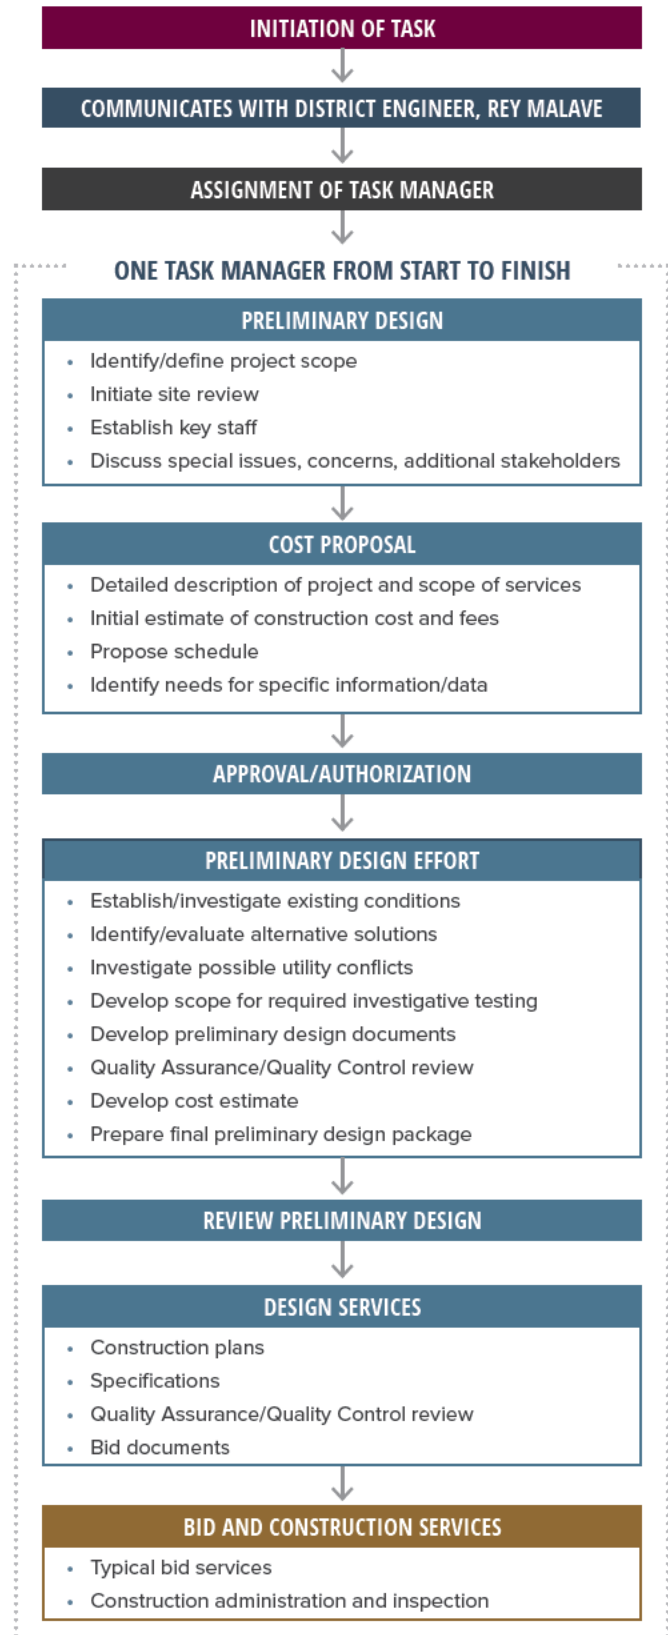 INITIATION OF TASK
COMMUNICATES WITH DISTRICT ENGINEER, REY MALAVE
ASSIGNMENT OF TASK MANAGER
ONE TASK MANAGER FROM START TO FINISH
PRELIMINARY DESIGN
• Identify/define project scope
• Initiate site review
• Establish key staff
• Discuss special issues, concerns, additional stakeholders
COST PROPOSAL
• Detailed description of project and scope of services
• Initial estimate of construction cost and fees
• Propose schedule
• Identify needs for specific information/data
APPROVAL/AUTHORIZATION
PRELIMINARY DESIGN EFFORT
• Establish/investigate existing conditions
• Identify/evaluate alternative solutions
• Investigate possible utility conflicts
• Develop scope for required investigative testing
• Develop preliminary design documents
• Quality Assurance/Quality Control review
• Develop cost estimate
• Prepare final preliminary design package
REVIEW PRELIMINARY DESIGN
DESIGN SERVICES
• Construction plans
• Specifications
• Quality Assurance/Quality Control review
• Bid documents
BID AND CONSTRUCTION SERVICES
• Typical bid services
• Construction administration and inspection